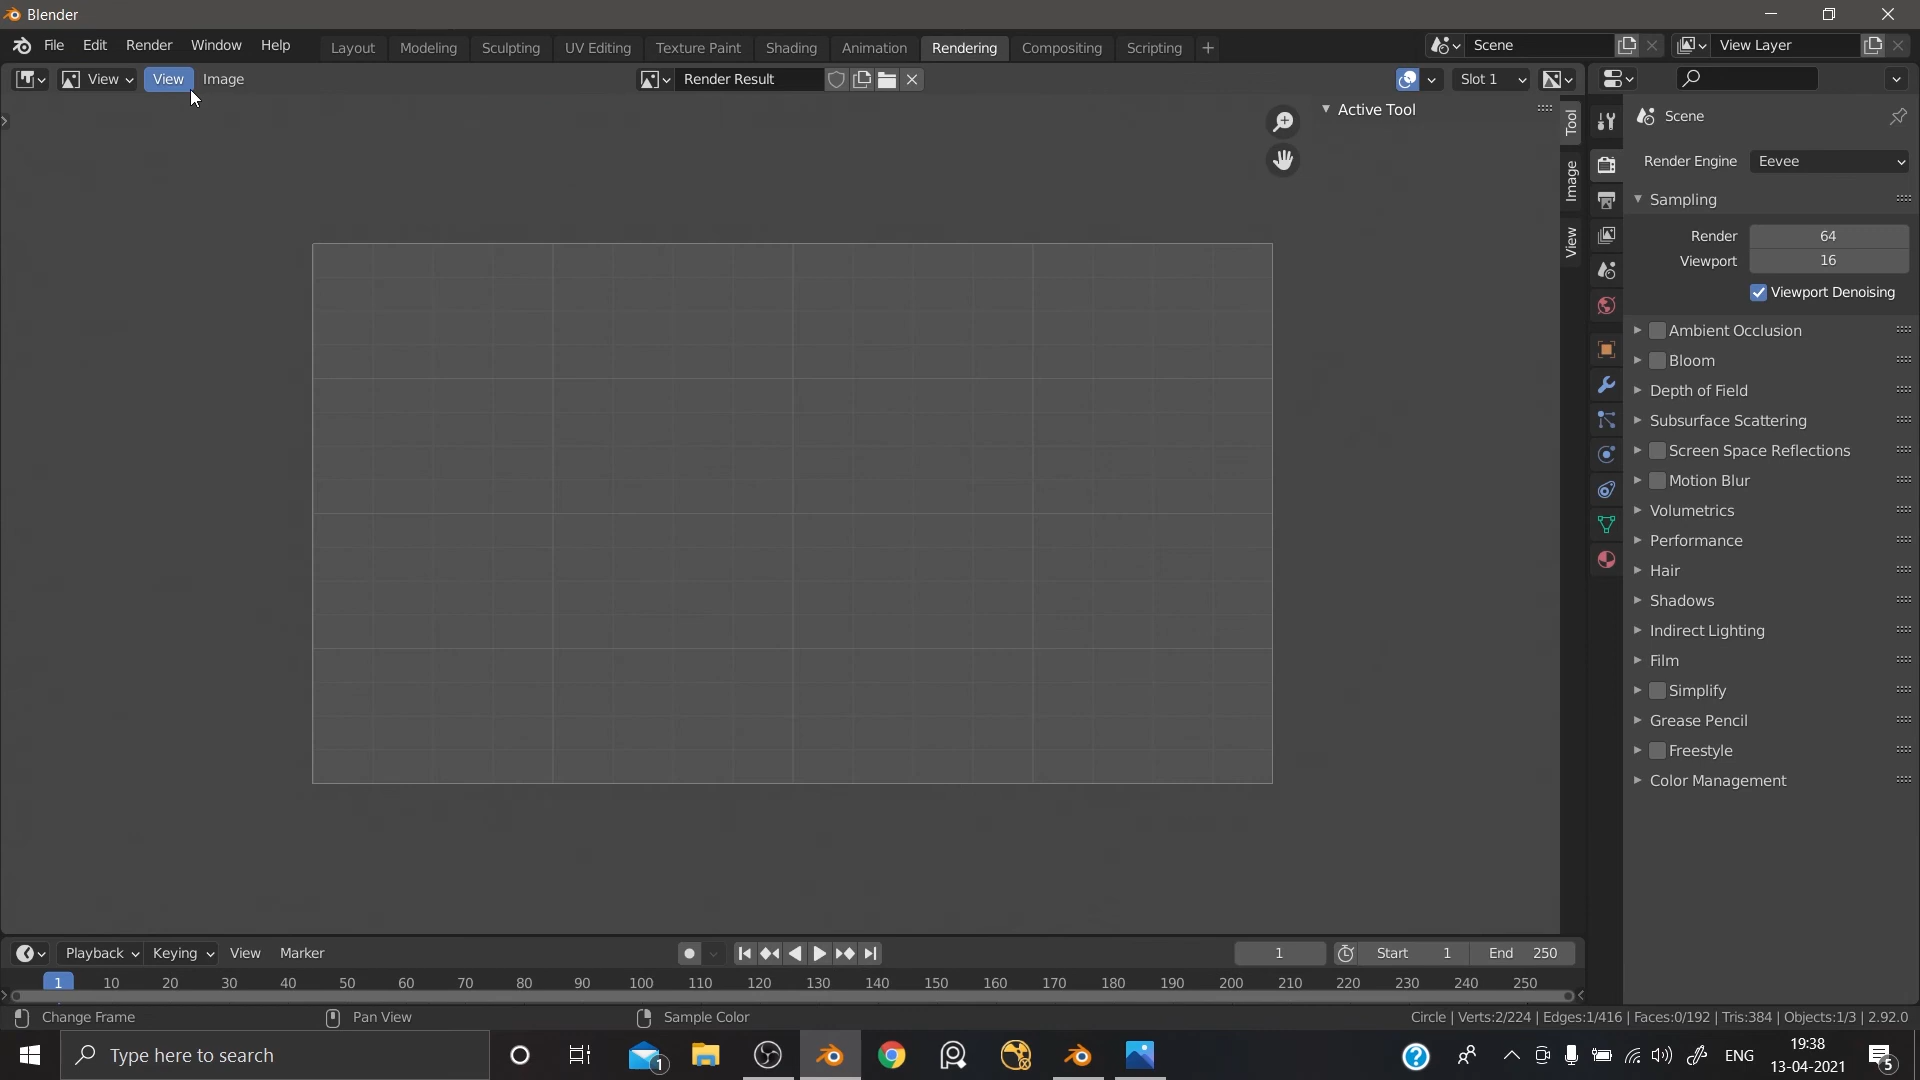 Blender
File Edit Render Window Help Layout Modeling Sculpting UV Editing Texture Paint Shading Animation Rendering Compositing Scripting + Scene View Layer
View View Image Render Result Slot 1
Active Tool
Tool
Image
View
Scene
Render Engine Eevee
Sampling
Render 64
Viewport 16
Viewport Denoising
Ambient Occlusion
Bloom
Depth of Field
Subsurface Scattering
Screen Space Reflections
Motion Blur
Volumetrics
Performance
Hair
Shadows
Indirect Lighting
Film
Simplify
Grease Pencil
Freestyle
Color Management
Playback Keying View Marker 1 Start 1 End 250
1 10 20 30 40 50 60 70 80 90 100 110 120 130 140 150 160 170 180 190 200 210 220 230 240 250
Change Frame Pan View Sample Color Circle | Verts:2/224 | Edges:1/416 | Faces:0/192 | Tris:384 | Objects:1/3 | 2.92.0
Type here to search 1 ENG 19:38
13-04-2021 5